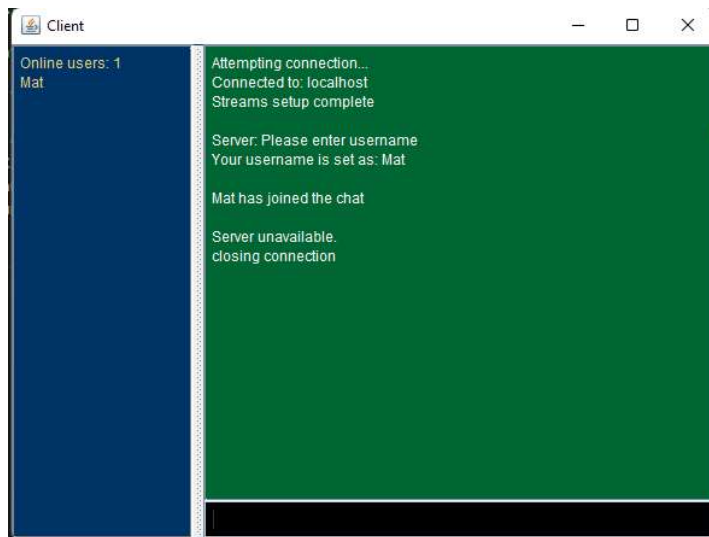 Client
Online users: 1
Mat
Attempting connection...
Connected to: localhost
Streams setup complete
Server: Please enter username
Your username is set as: Mat
Mat has joined the chat
Server unavailable.
closing connection